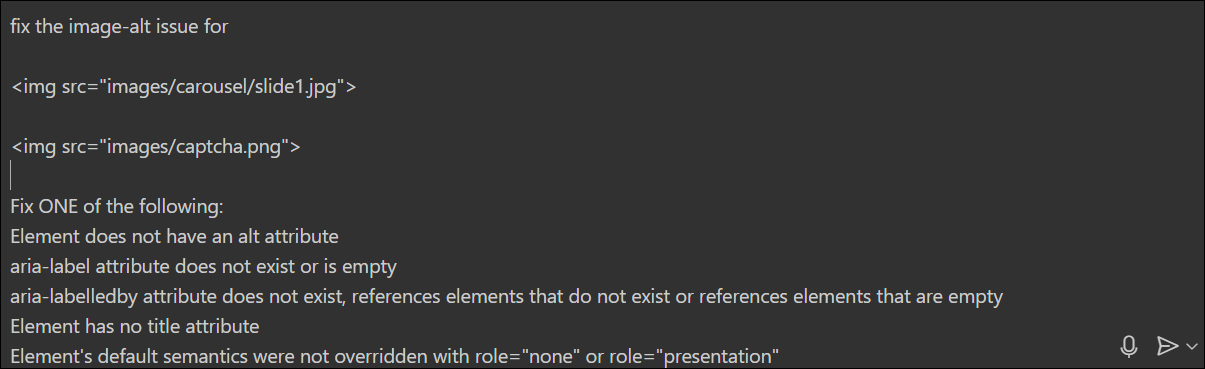 fix the image-alt issue for
<img src="images/carousel/slide1.jpg">
<img src="images/captcha.png">
Fix ONE of the following:
Element does not have an alt attribute
aria-label attribute does not exist or is empty
aria-labelledby attribute does not exist, references elements that do not exist or references elements that are empty
Element has no title attribute
Element's default semantics were not overridden with role="none" or role="presentation"